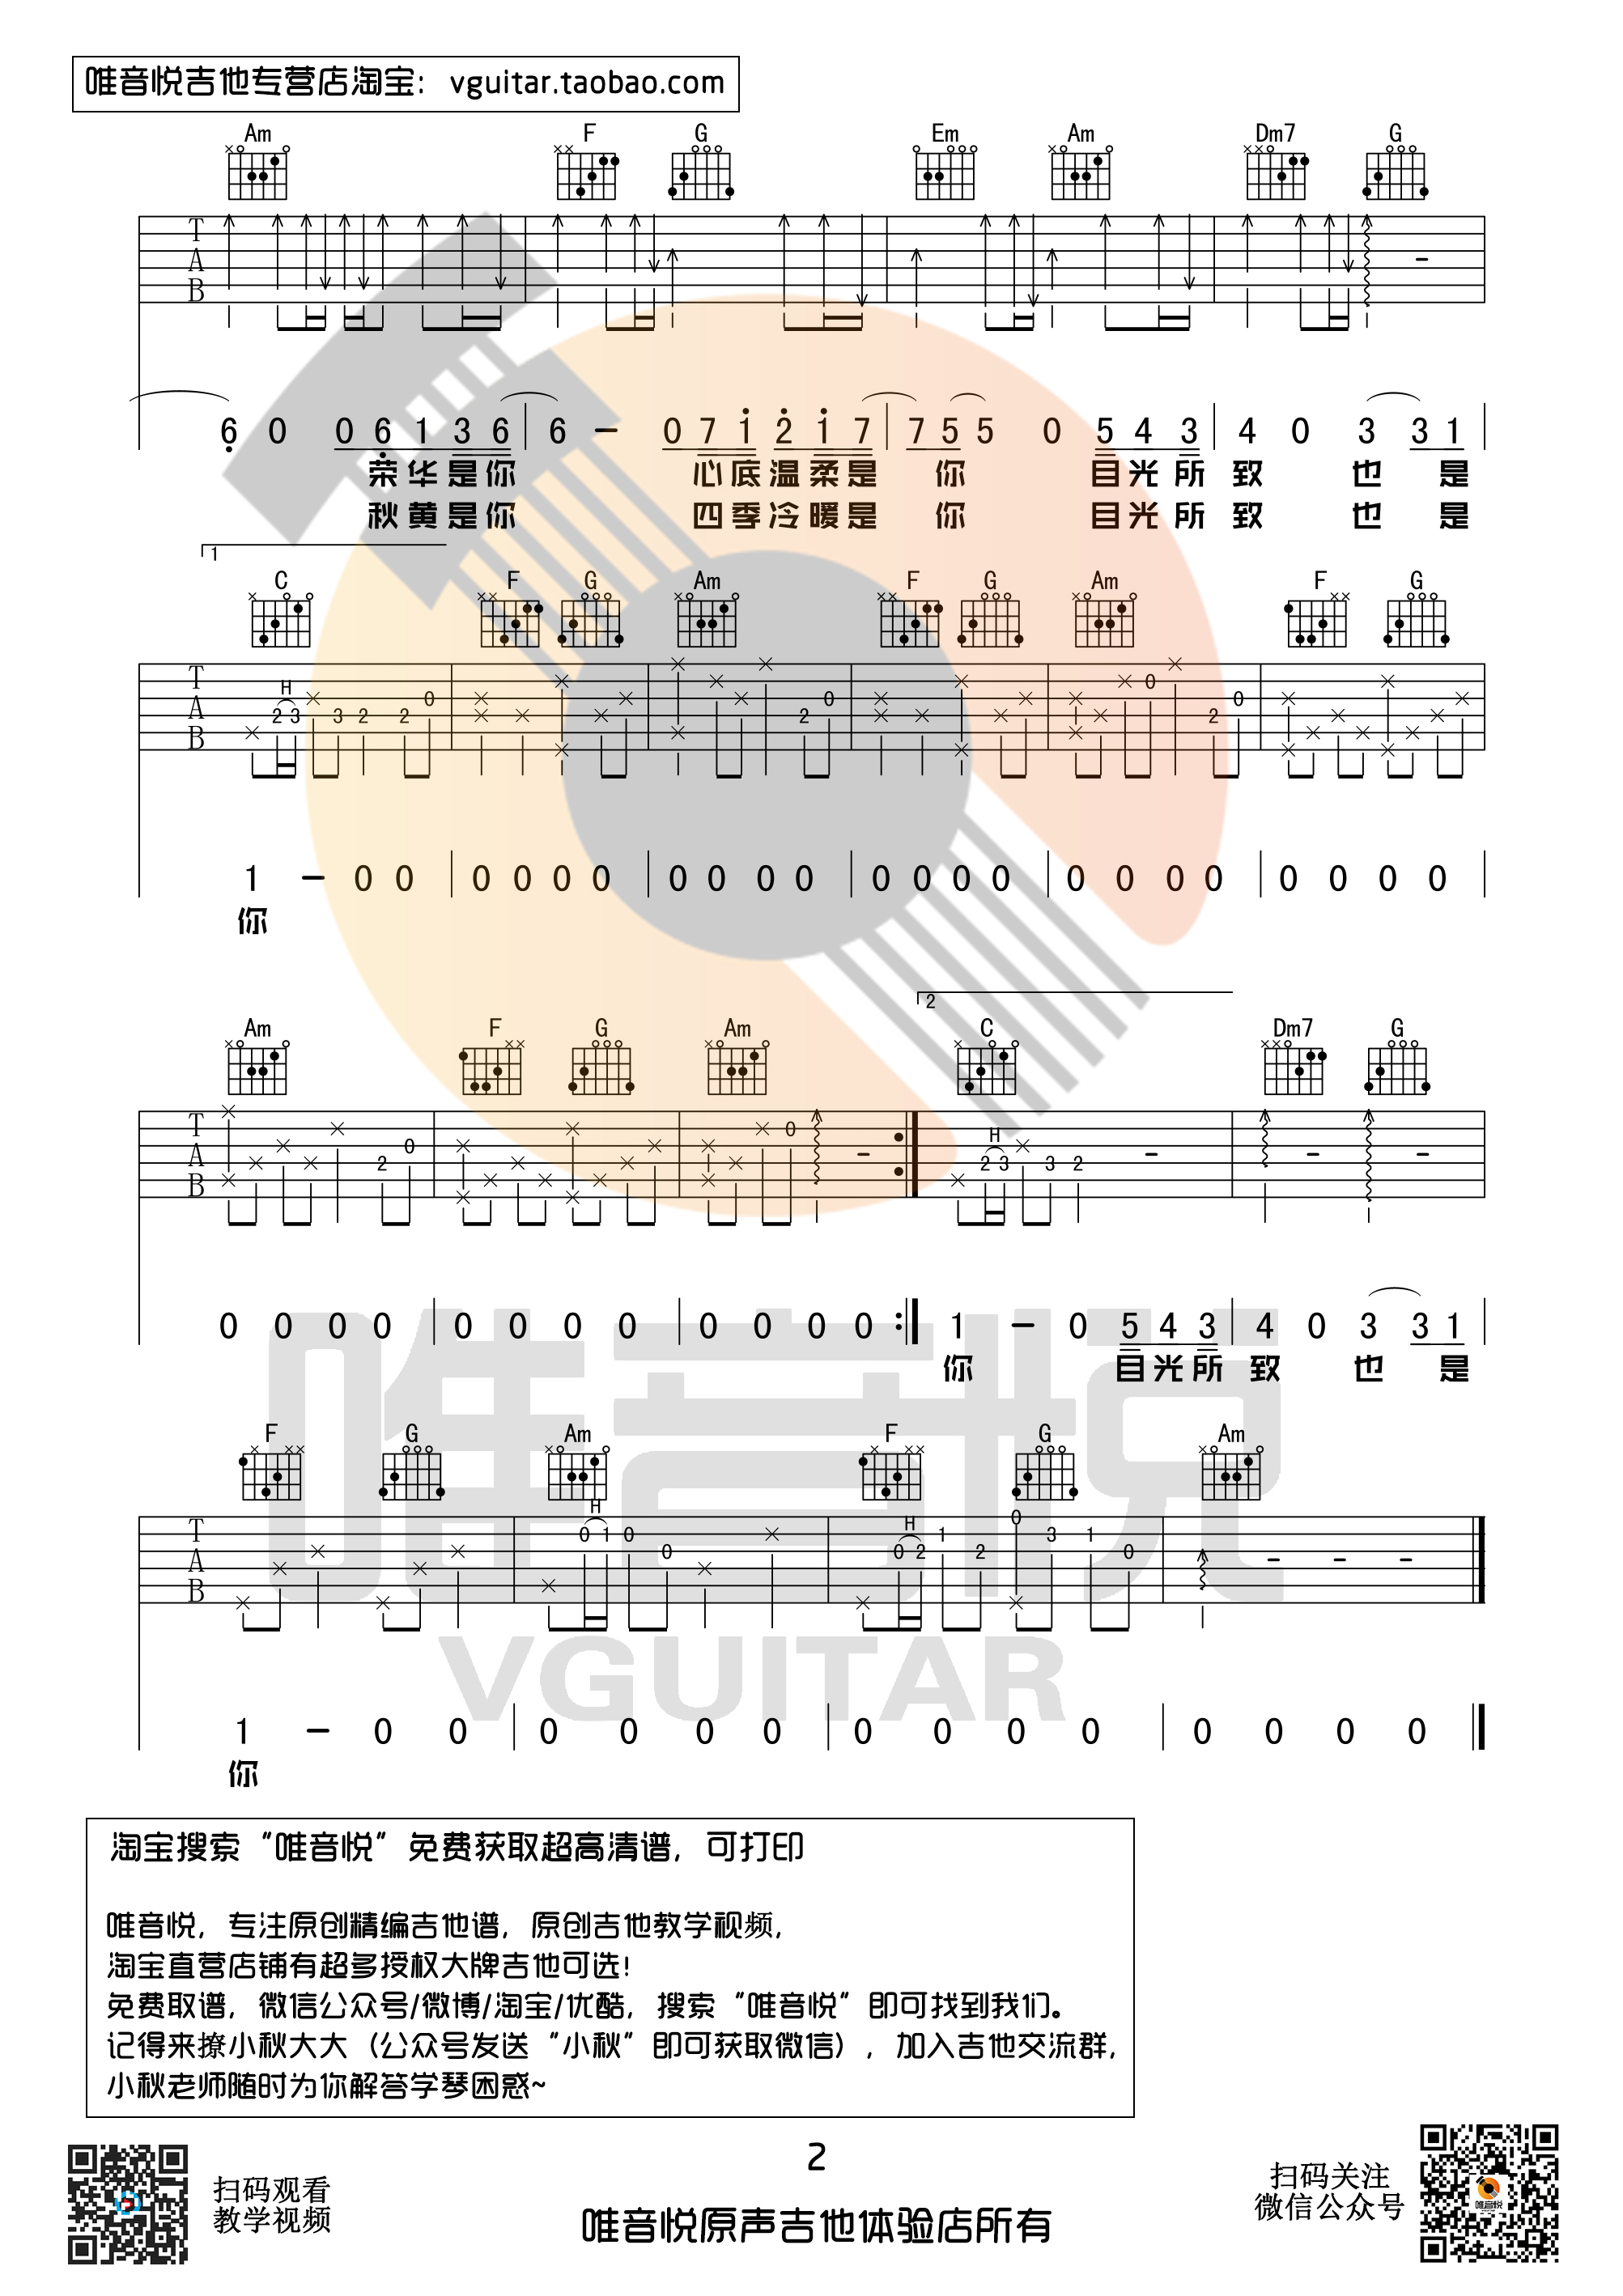 唯音悦吉他专营店淘宝：vguitar.taobao.com
Am F G Em Am Dm7 G
T
A
B
6 0 0 6 1 3 6 6 - 0 7 1 2 1 7 7 5 5 0 5 4 3 4 0 3 3 1
荣华是你 心底温柔是 你 目光所 致 也 是
秋黄是你 四季冷暖是 你 目光所 致 也 是
1
C F G Am F G Am F G
H
T
A
B
2 3 3 2 2 0 2 0 0 2 0
1 - 0 0 0 0 0 0 0 0 0 0 0 0 0 0 0 0 0 0 0 0 0 0
你
2
Am F G Am C Dm7 G
H
T
A
B
2 0 0 - 2 3 3 2 - - -
0 0 0 0 0 0 0 0 0 0 0 0 1 - 0 5 4 3 4 0 3 3 1
你 目光所 致 也 是
F G Am F G Am
H H
T
A
B
0 1 0 0 0 2 1 2 0 3 1 0 - - -
1 - 0 0 0 0 0 0 0 0 0 0 0 0 0 0
你
唯音悦
VGUITAR
淘宝搜索“唯音悦”免费获取超高清谱，可打印
唯音悦，专注原创精编吉他谱，原创吉他教学视频，
淘宝直营店铺有超多授权大牌吉他可选！
免费取谱，微信公众号/微博/淘宝/优酷，搜索“唯音悦”即可找到我们。
记得来撩小秋大大（公众号发送“小秋”即可获取微信），加入吉他交流群，
小秋老师随时为你解答学琴困惑~
扫码观看
教学视频
2
唯音悦原声吉他体验店所有
扫码关注
微信公众号
唯音悦